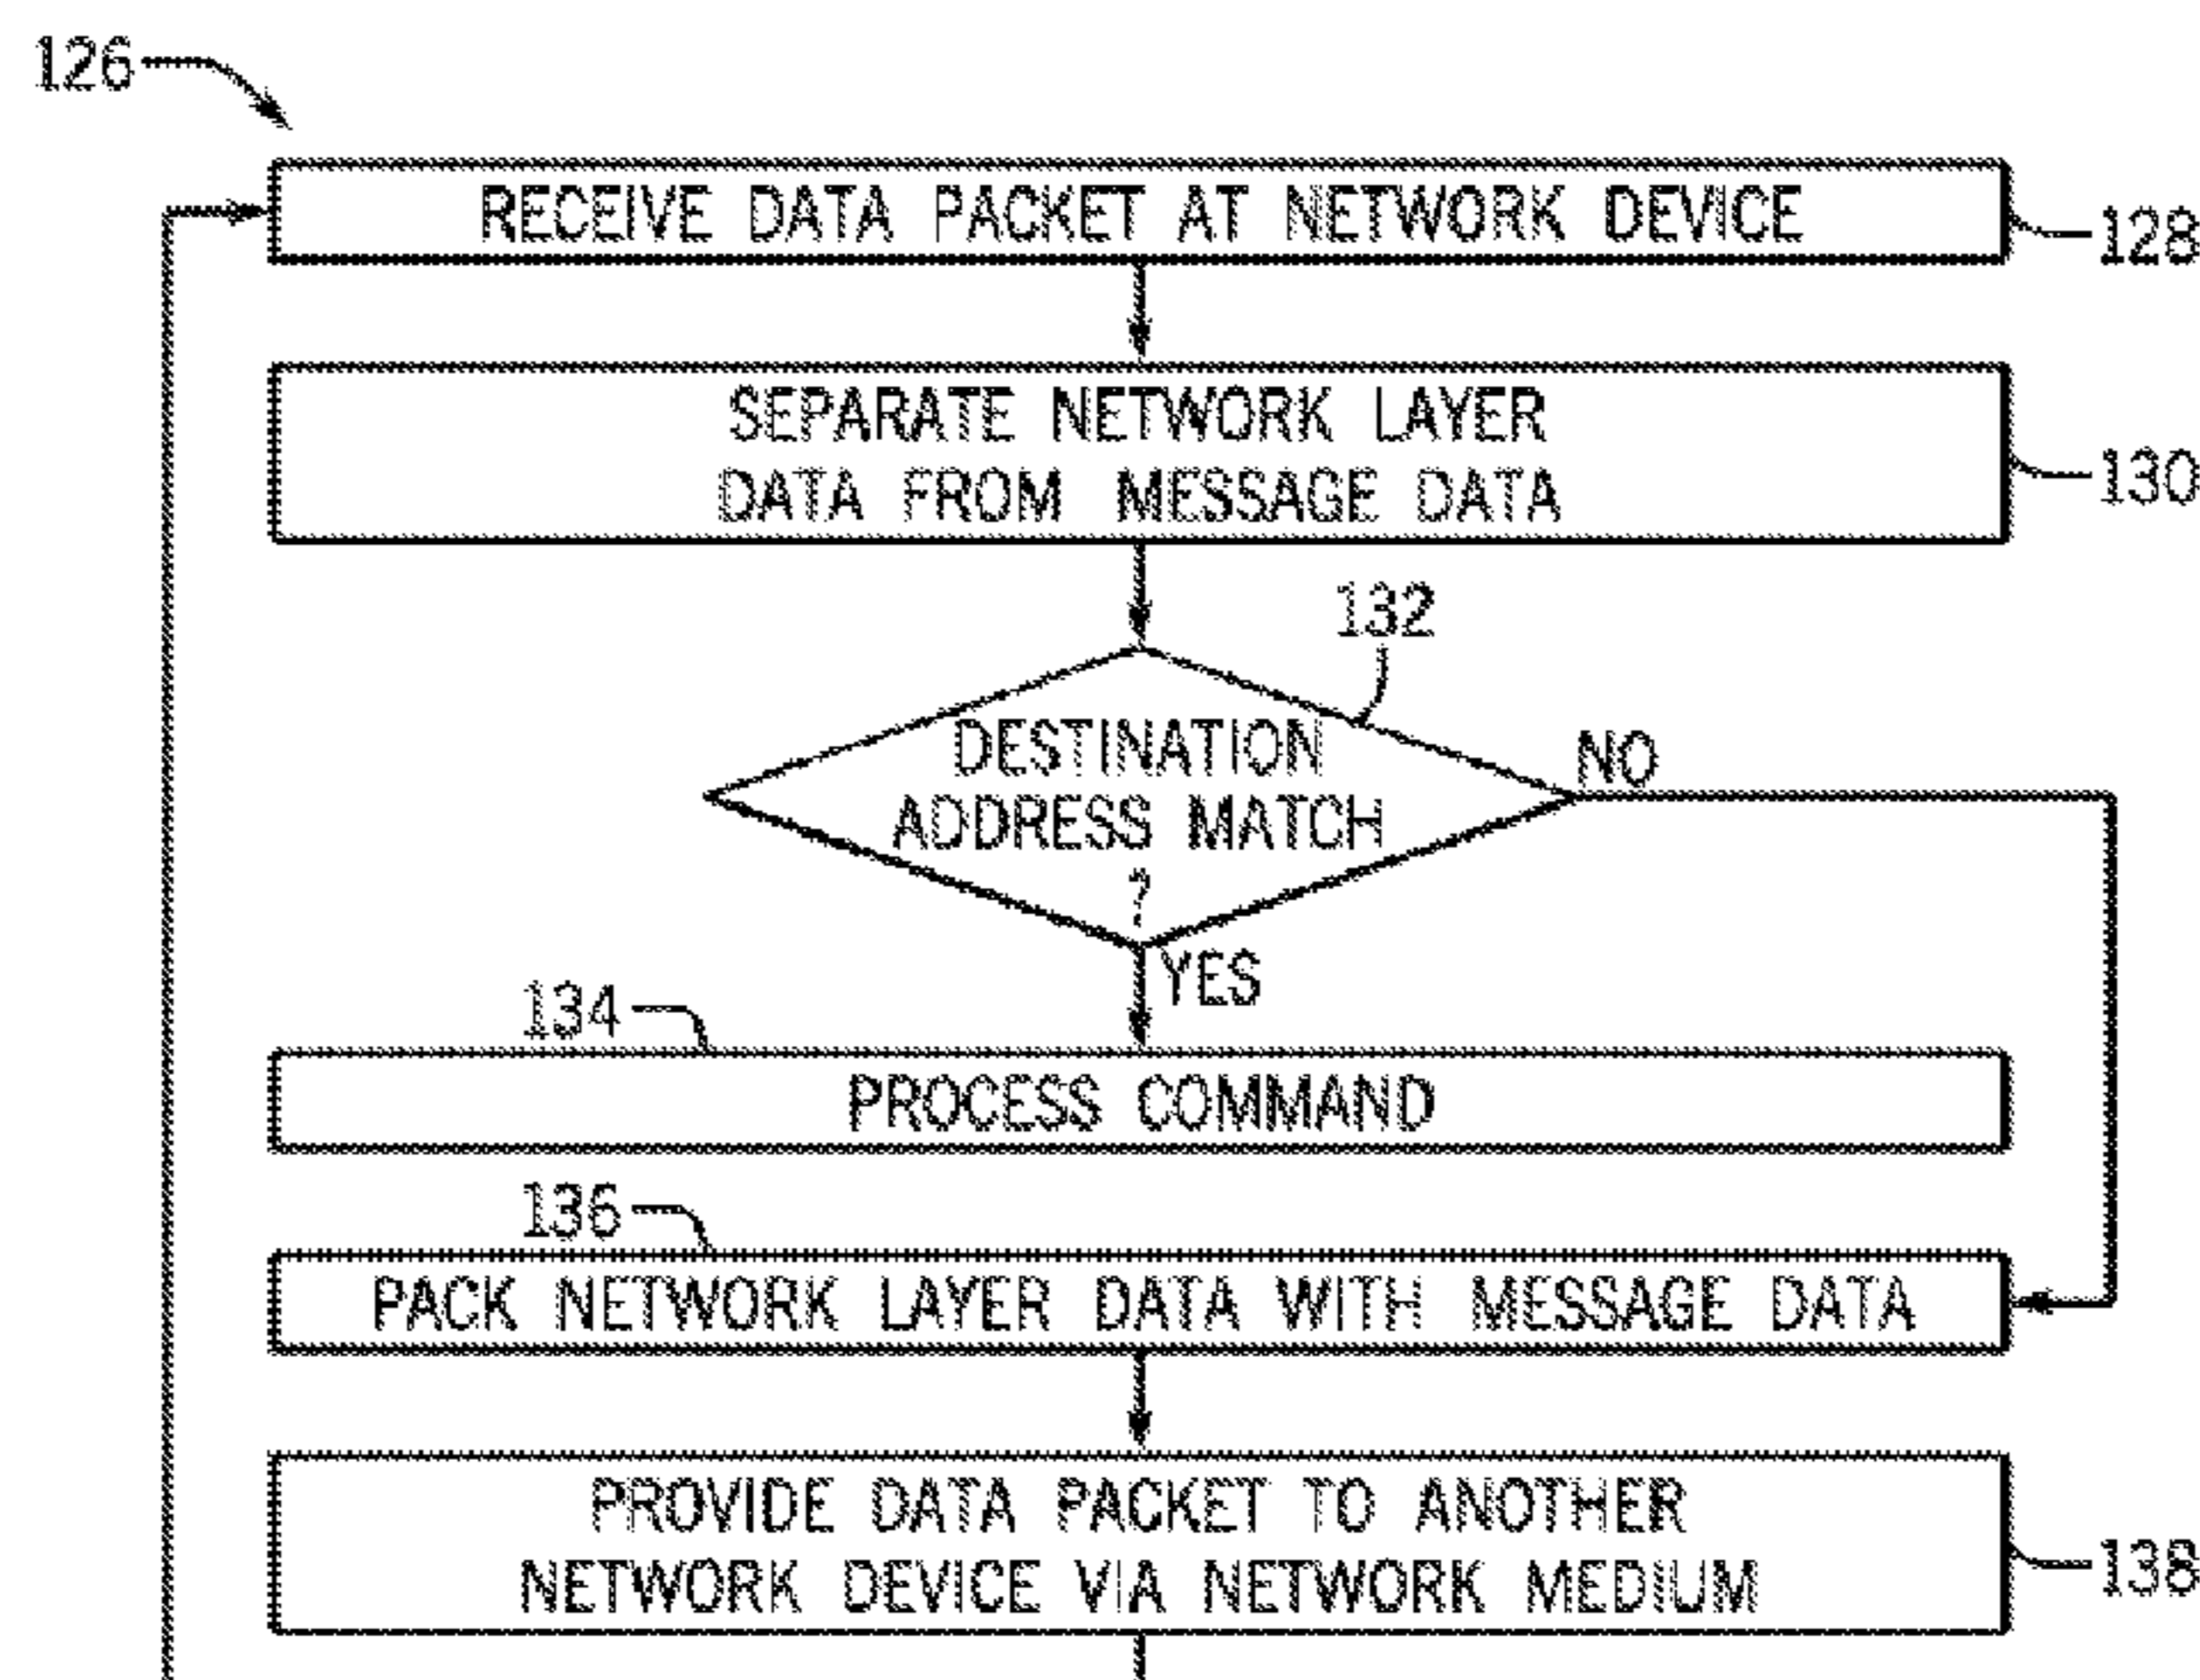 126
RECEIVE DATA PACKET AT NETWORK DEVICE
128
SEPARATE NETWORK LAYER
DATA FROM MESSAGE DATA
130
132
DESTINATION
ADDRESS MATCH
?
NO
YES
134
PROCESS COMMAND
136
PACK NETWORK LAYER DATA WITH MESSAGE DATA
PROVIDE DATA PACKET TO ANOTHER
NETWORK DEVICE VIA NETWORK MEDIUM
138